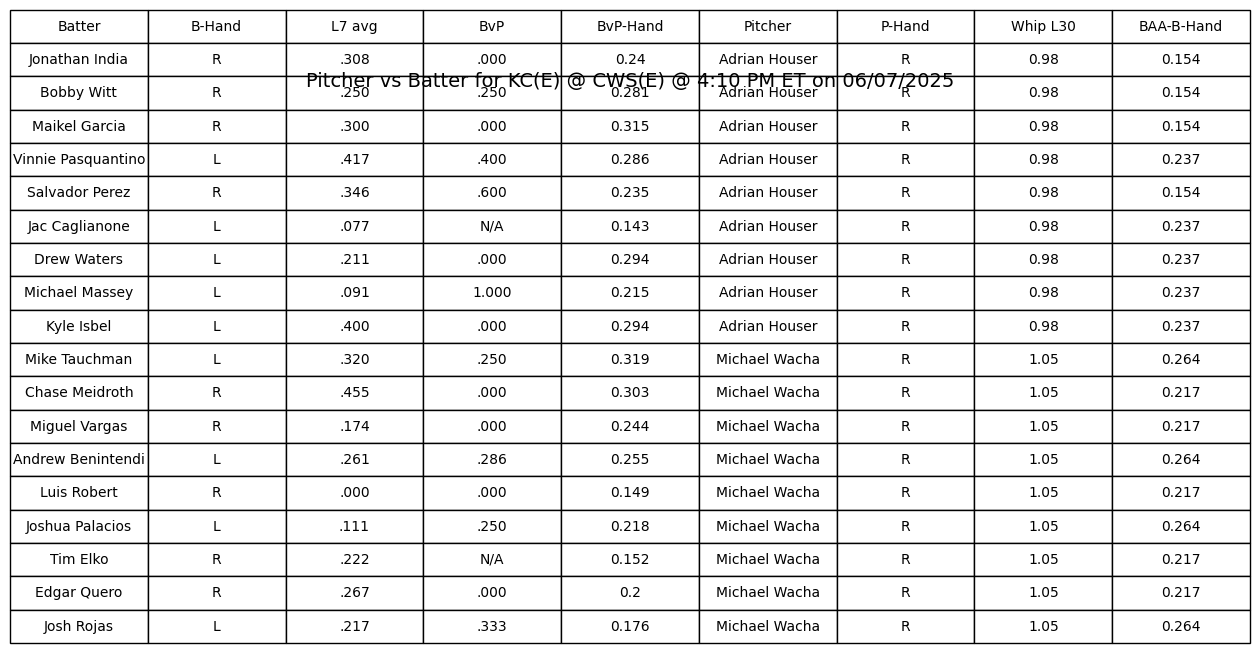 Batter B-Hand L7 avg BvP BvP-Hand Pitcher P-Hand Whip L30 BAA-B-Hand
Jonathan India R .308 .000 0.24 Adrian Houser R 0.98 0.154
Pitcher vs Batter for KC(E) @ CWS(E) @ 4:10 PM ET on 06/07/2025
Bobby Witt R .250 .250 0.281 Adrian Houser R 0.98 0.154
Maikel Garcia R .300 .000 0.315 Adrian Houser R 0.98 0.154
Vinnie Pasquantino L .417 .400 0.286 Adrian Houser R 0.98 0.237
Salvador Perez R .346 .600 0.235 Adrian Houser R 0.98 0.154
Jac Caglianone L .077 N/A 0.143 Adrian Houser R 0.98 0.237
Drew Waters L .211 .000 0.294 Adrian Houser R 0.98 0.237
Michael Massey L .091 1.000 0.215 Adrian Houser R 0.98 0.237
Kyle Isbel L .400 .000 0.294 Adrian Houser R 0.98 0.237
Mike Tauchman L .320 .250 0.319 Michael Wacha R 1.05 0.264
Chase Meidroth R .455 .000 0.303 Michael Wacha R 1.05 0.217
Miguel Vargas R .174 .000 0.244 Michael Wacha R 1.05 0.217
Andrew Benintendi L .261 .286 0.255 Michael Wacha R 1.05 0.264
Luis Robert R .000 .000 0.149 Michael Wacha R 1.05 0.217
Joshua Palacios L .111 .250 0.218 Michael Wacha R 1.05 0.264
Tim Elko R .222 N/A 0.152 Michael Wacha R 1.05 0.217
Edgar Quero R .267 .000 0.2 Michael Wacha R 1.05 0.217
Josh Rojas L .217 .333 0.176 Michael Wacha R 1.05 0.264